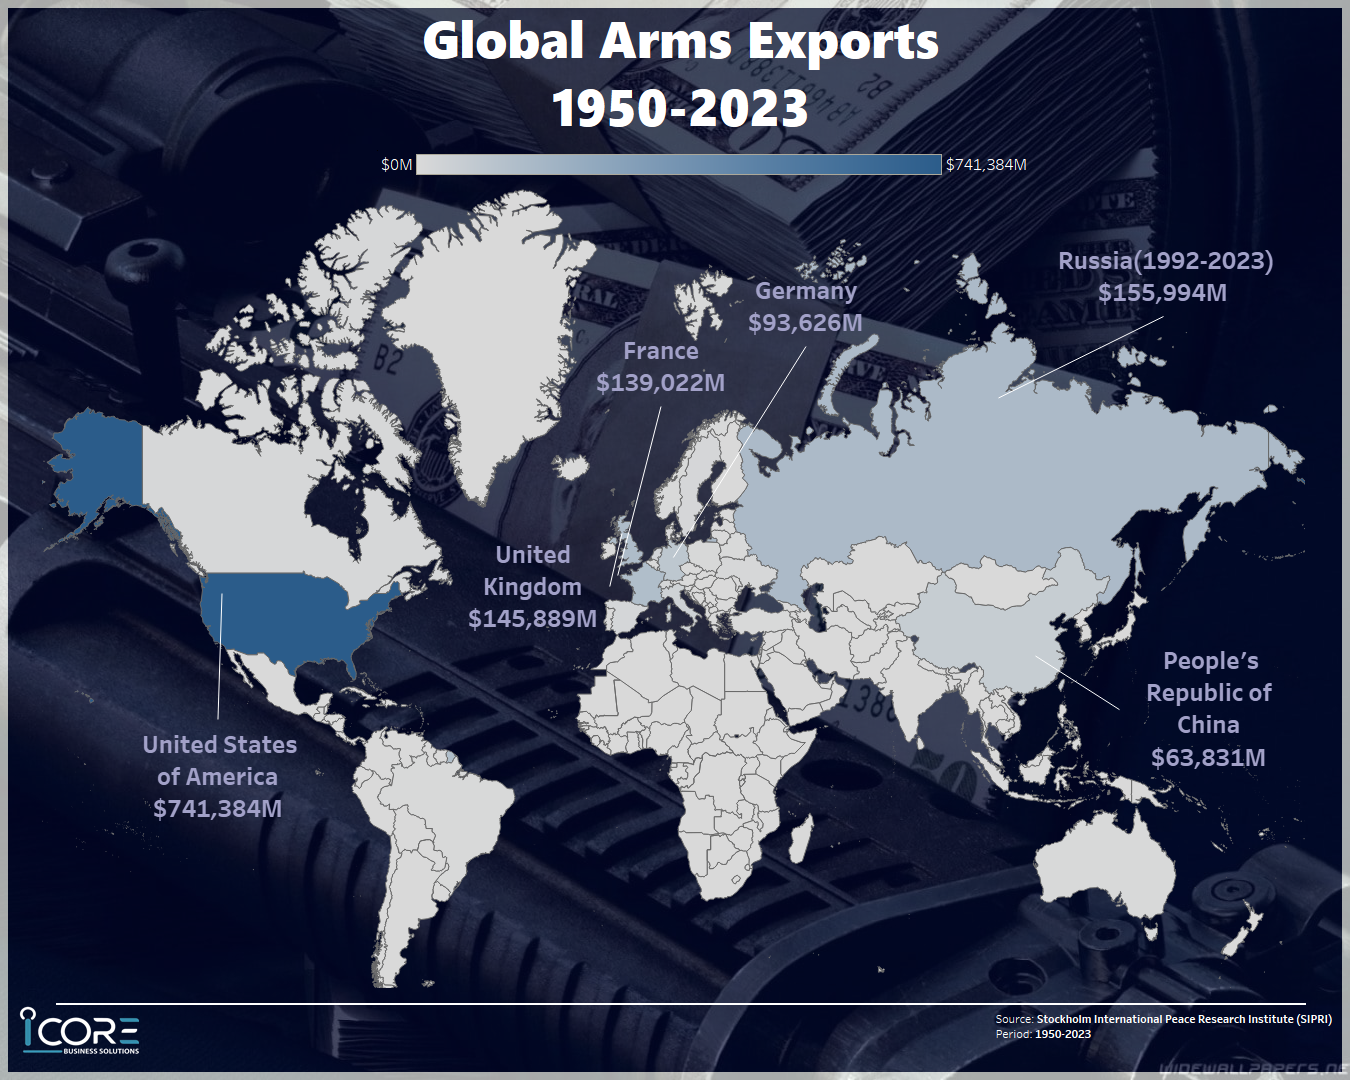 Global Arms Exports
1950-2023
$0M
$741,384M
Russia(1992-2023)
$155,994M
Germany
$93,626M
France
$139,022M
United
Kingdom
$145,889M
People's
Republic of
China
$63,831M
United States
of America
$741,384M
iCORE
BUSINESS SOLUTIONS
Source: Stockholm International Peace Research Institute (SIPRI)
Period: 1950-2023
WIDEWALLPAPERS.NE
B2